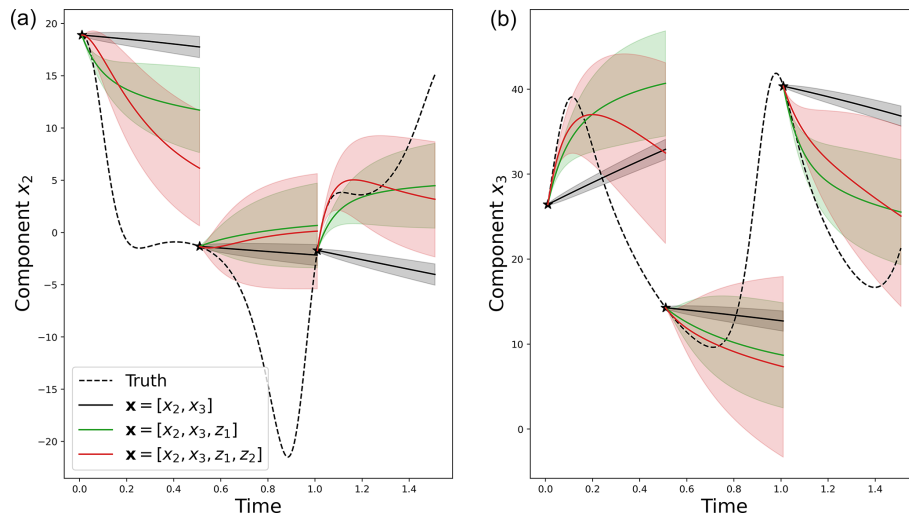 (a)
20
15
10
5
0
−5
−10
−15
−20
Component x₂
Truth
𝐱 = [x₂, x₃]
𝐱 = [x₂, x₃, z₁]
𝐱 = [x₂, x₃, z₁, z₂]
0.0 0.2 0.4 0.6 0.8 1.0 1.2 1.4
Time
(b)
40
30
20
10
0
Component x₃
0.0 0.2 0.4 0.6 0.8 1.0 1.2 1.4
Time